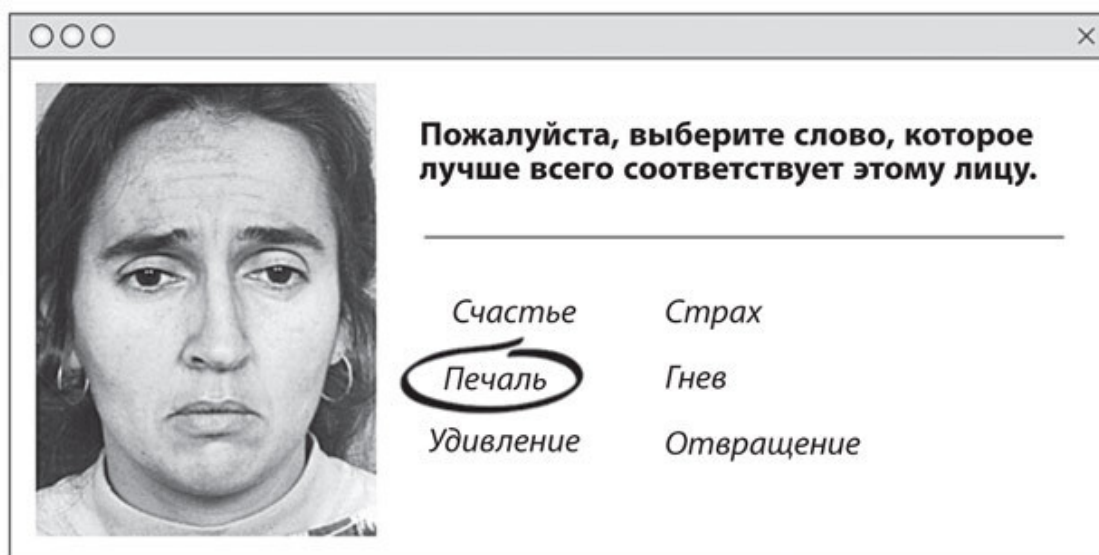 Пожалуйста, выберите слово, которое
лучше всего соответствует этому лицу.
Счастье Страх
Печаль Гнев
Удивление Отвращение